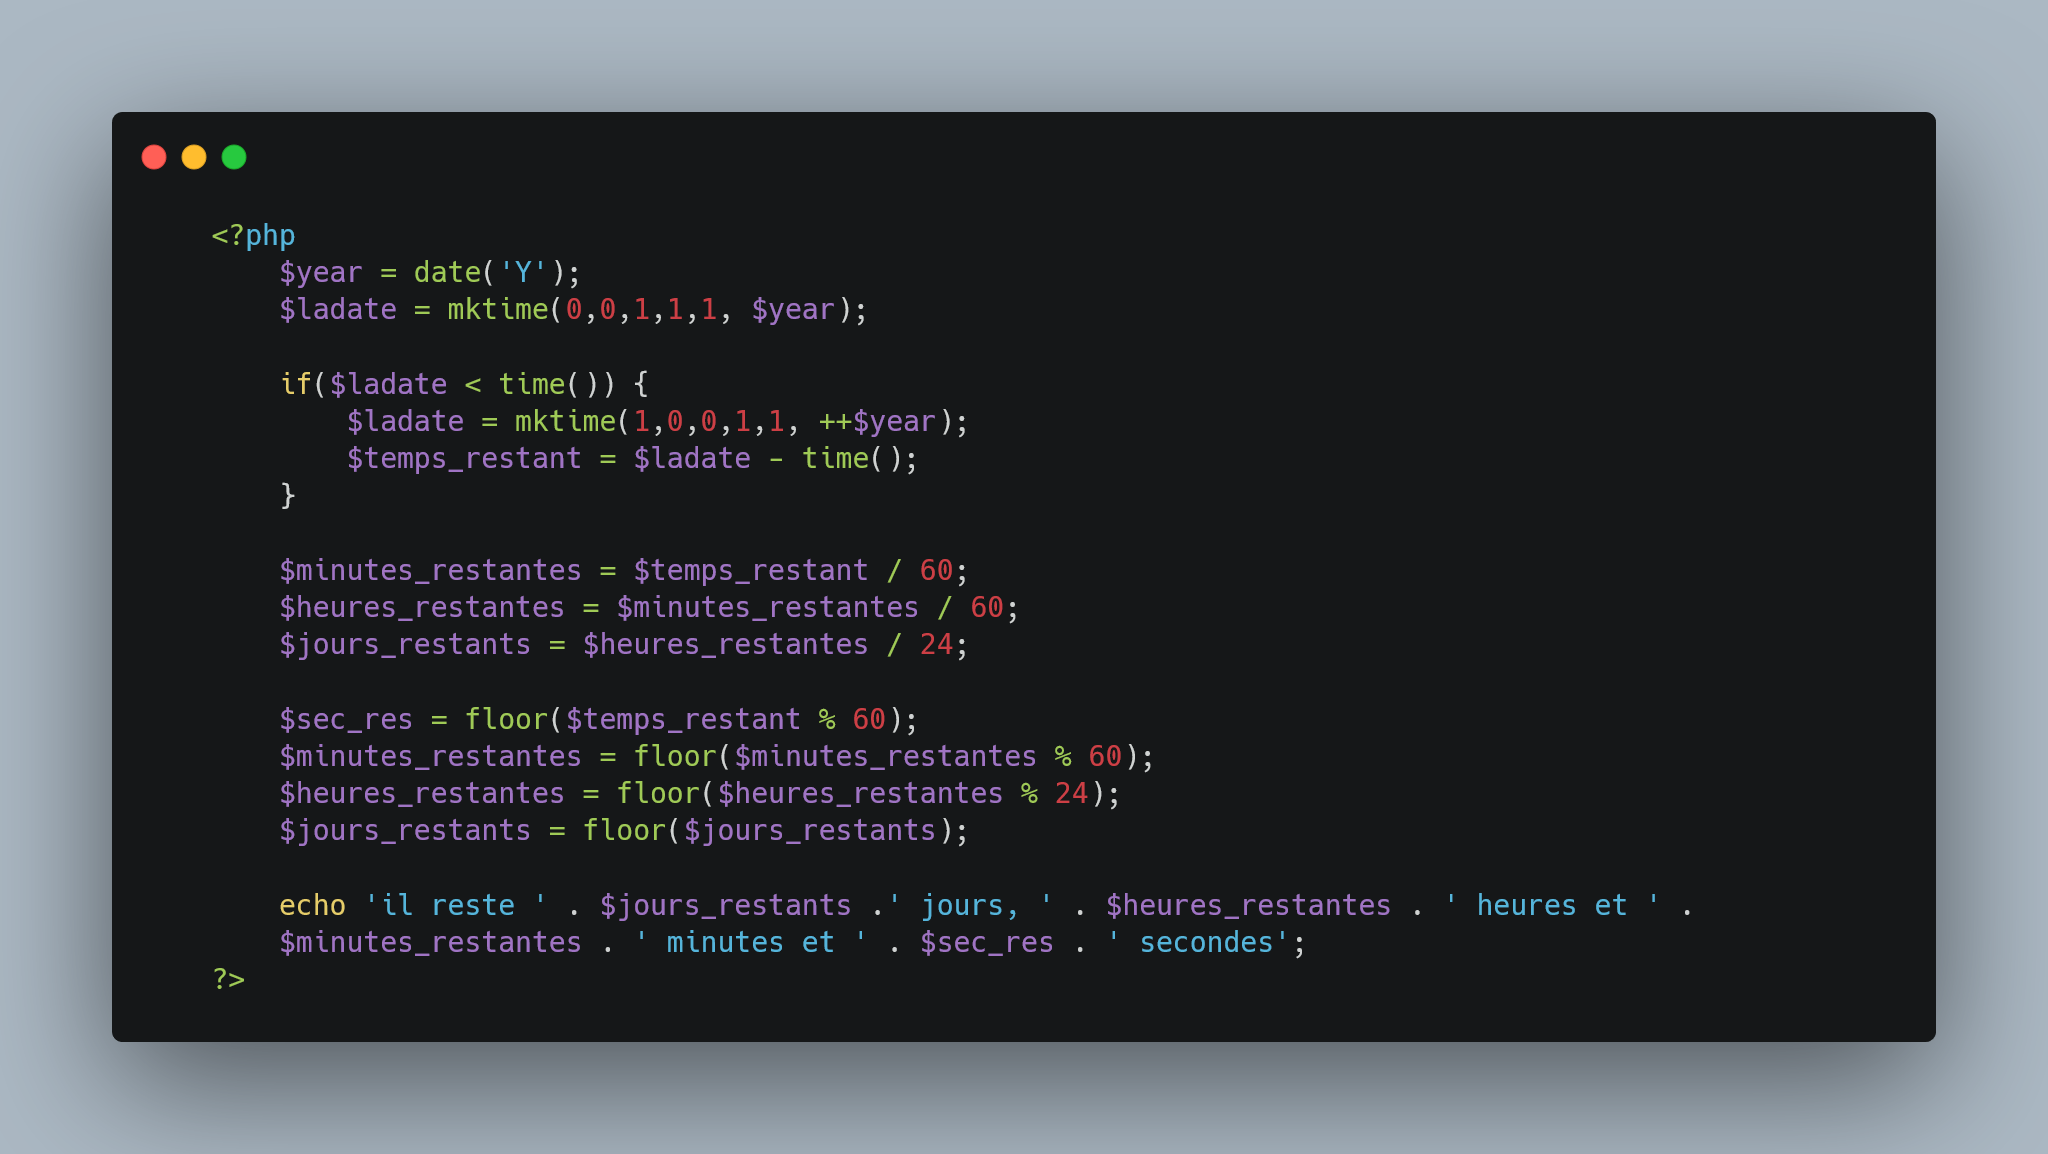 <?php
    $year = date('Y');
    $ladate = mktime(0,0,1,1,1, $year);

    if($ladate < time()) {
        $ladate = mktime(1,0,0,1,1, ++$year);
        $temps_restant = $ladate - time();
    }

    $minutes_restantes = $temps_restant / 60;
    $heures_restantes = $minutes_restantes / 60;
    $jours_restants = $heures_restantes / 24;

    $sec_res = floor($temps_restant % 60);
    $minutes_restantes = floor($minutes_restantes % 60);
    $heures_restantes = floor($heures_restantes % 24);
    $jours_restants = floor($jours_restants);

    echo 'il reste ' . $jours_restants .' jours, ' . $heures_restantes . ' heures et ' .
    $minutes_restantes . ' minutes et ' . $sec_res . ' secondes';
?>